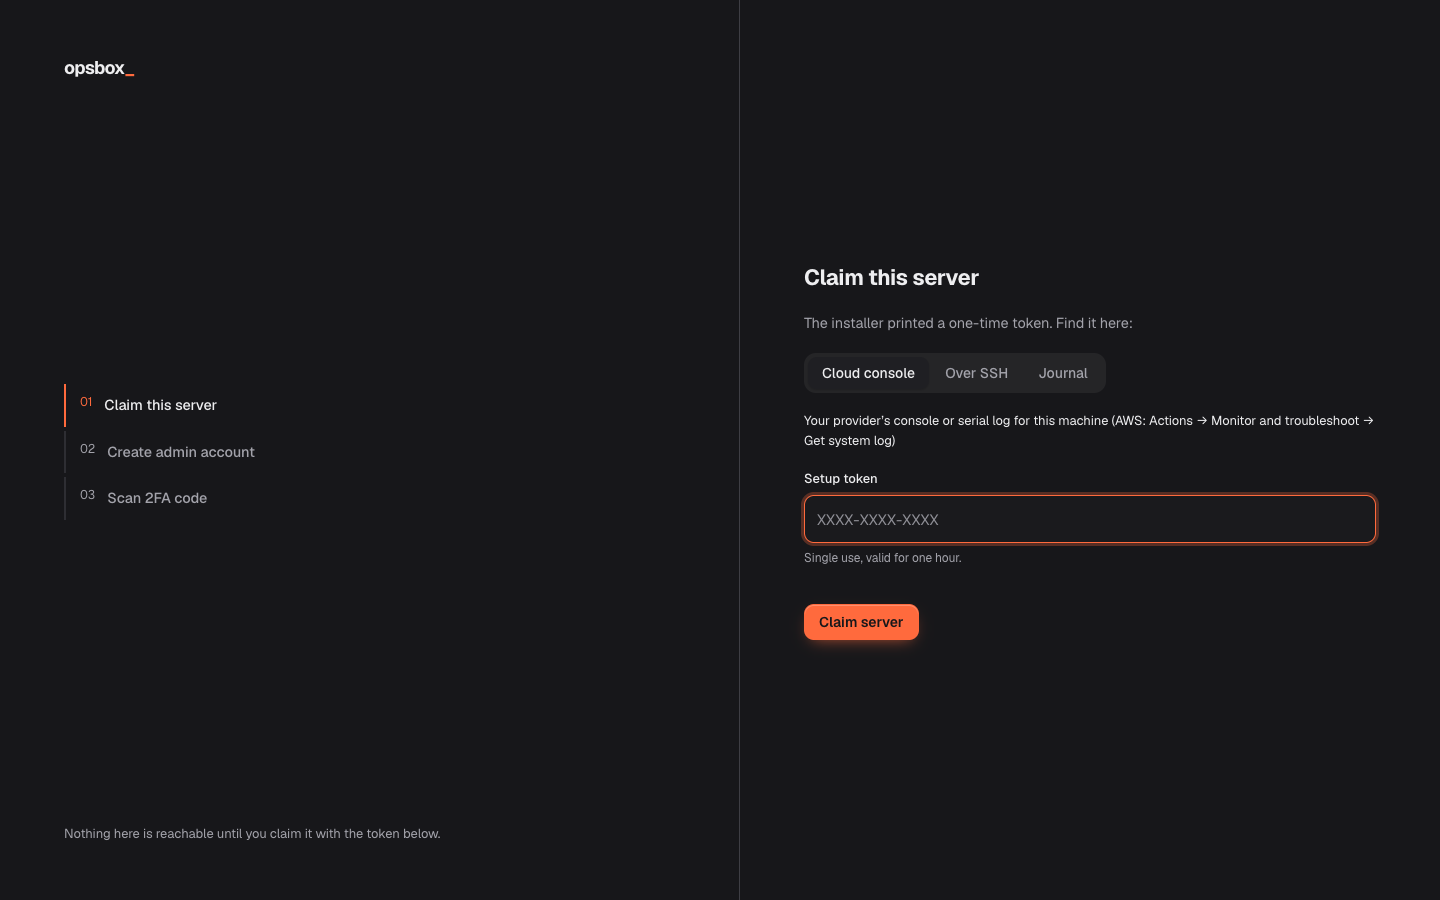 opsbox_
01 Claim this server
02 Create admin account
03 Scan 2FA code
Nothing here is reachable until you claim it with the token below.
Claim this server
The installer printed a one-time token. Find it here:
Cloud console Over SSH Journal
Your provider's console or serial log for this machine (AWS: Actions → Monitor and troubleshoot →
Get system log)
Setup token
XXXX-XXXX-XXXX
Single use, valid for one hour.
Claim server